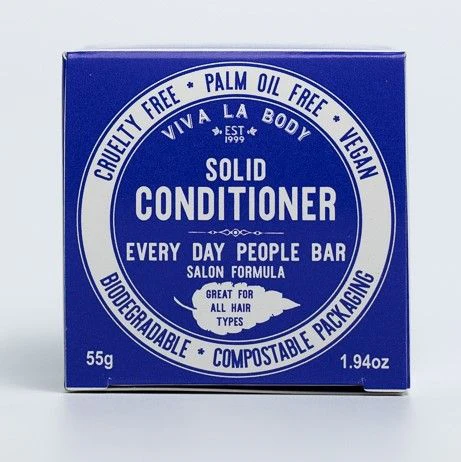 CRUELTY FREE * PALM OIL FREE * VEGAN
VIVA LA BODY
EST
1999
SOLID
CONDITIONER
EVERY DAY PEOPLE BAR
SALON FORMULA
GREAT FOR
ALL HAIR
TYPES
BIODEGRADABLE * COMPOSTABLE PACKAGING
55g
1.94oz